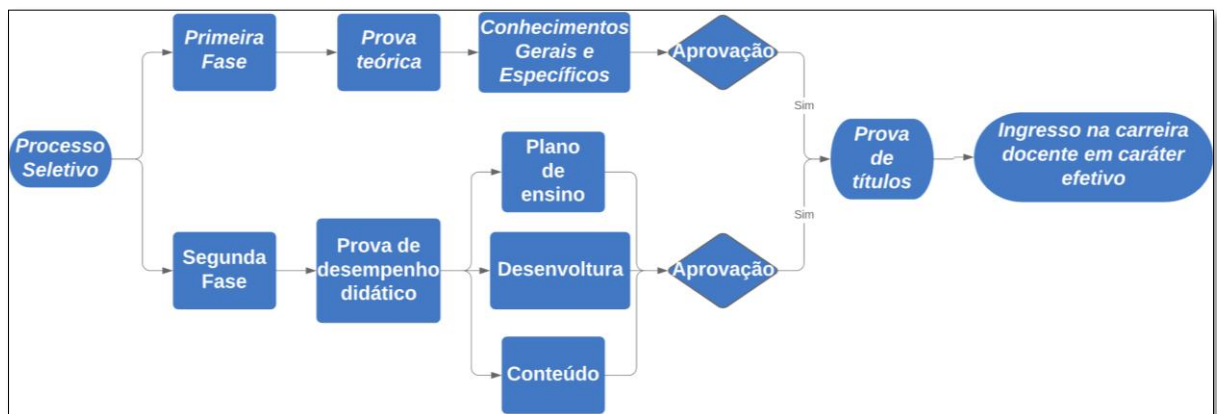 Primeira
Fase
Prova
teórica
Conhecimentos
Gerais e
Específicos
Aprovação
Sim
Processo
Seletivo
Plano
de
ensino
Prova
de
títulos
Ingresso na carreira
docente em caráter
efetivo
Sim
Segunda
Fase
Prova de
desempenho
didático
Desenvoltura
Aprovação
Conteúdo